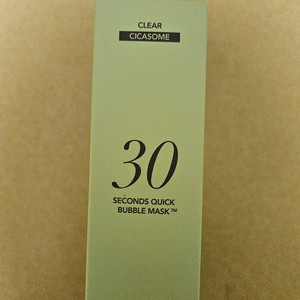 CLEAR
CICASOME
30
SECONDS QUICK
BUBBLE MASK™